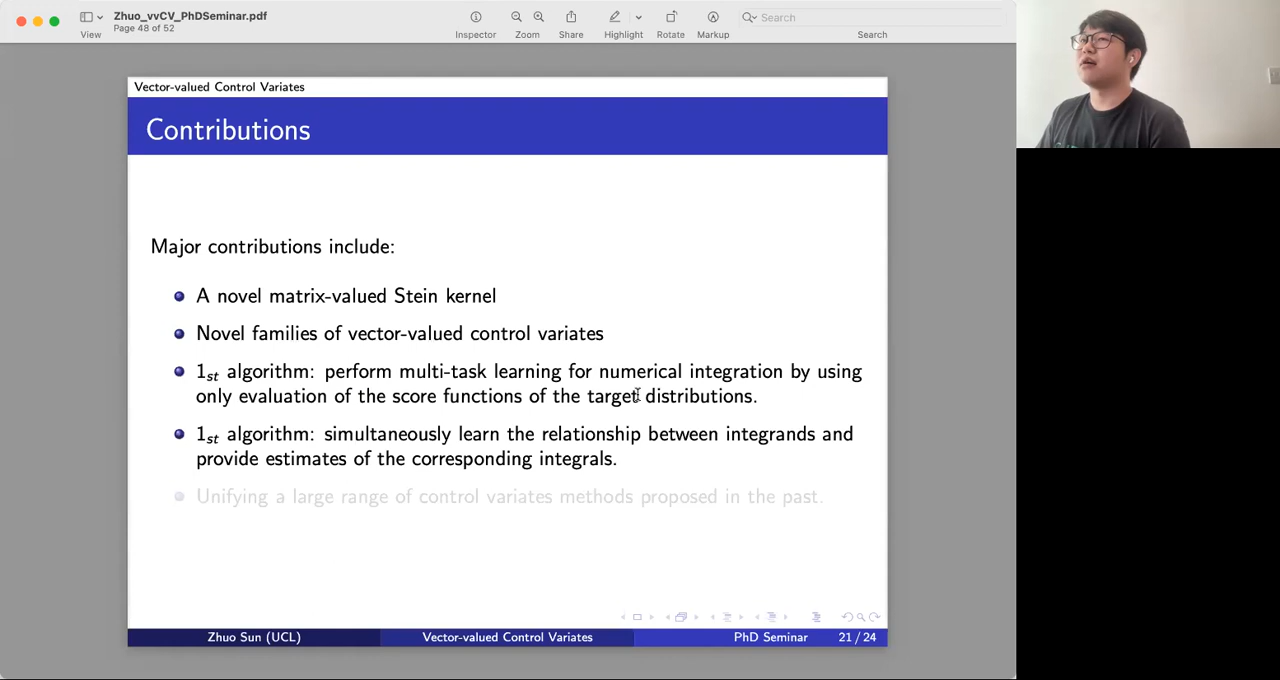 Zhuo_vvCV_PhDSeminar.pdf
Page 48 of 52
View
Inspector
Zoom
Share
Highlight
Rotate
Markup
Search
Search
Vector-valued Control Variates
Contributions
Major contributions include:
A novel matrix-valued Stein kernel
Novel families of vector-valued control variates
1st algorithm: perform multi-task learning for numerical integration by using
only evaluation of the score functions of the target distributions.
1st algorithm: simultaneously learn the relationship between integrands and
provide estimates of the corresponding integrals.
Unifying a large range of control variates methods proposed in the past.
Zhuo Sun (UCL)
Vector-valued Control Variates
PhD Seminar
21 / 24